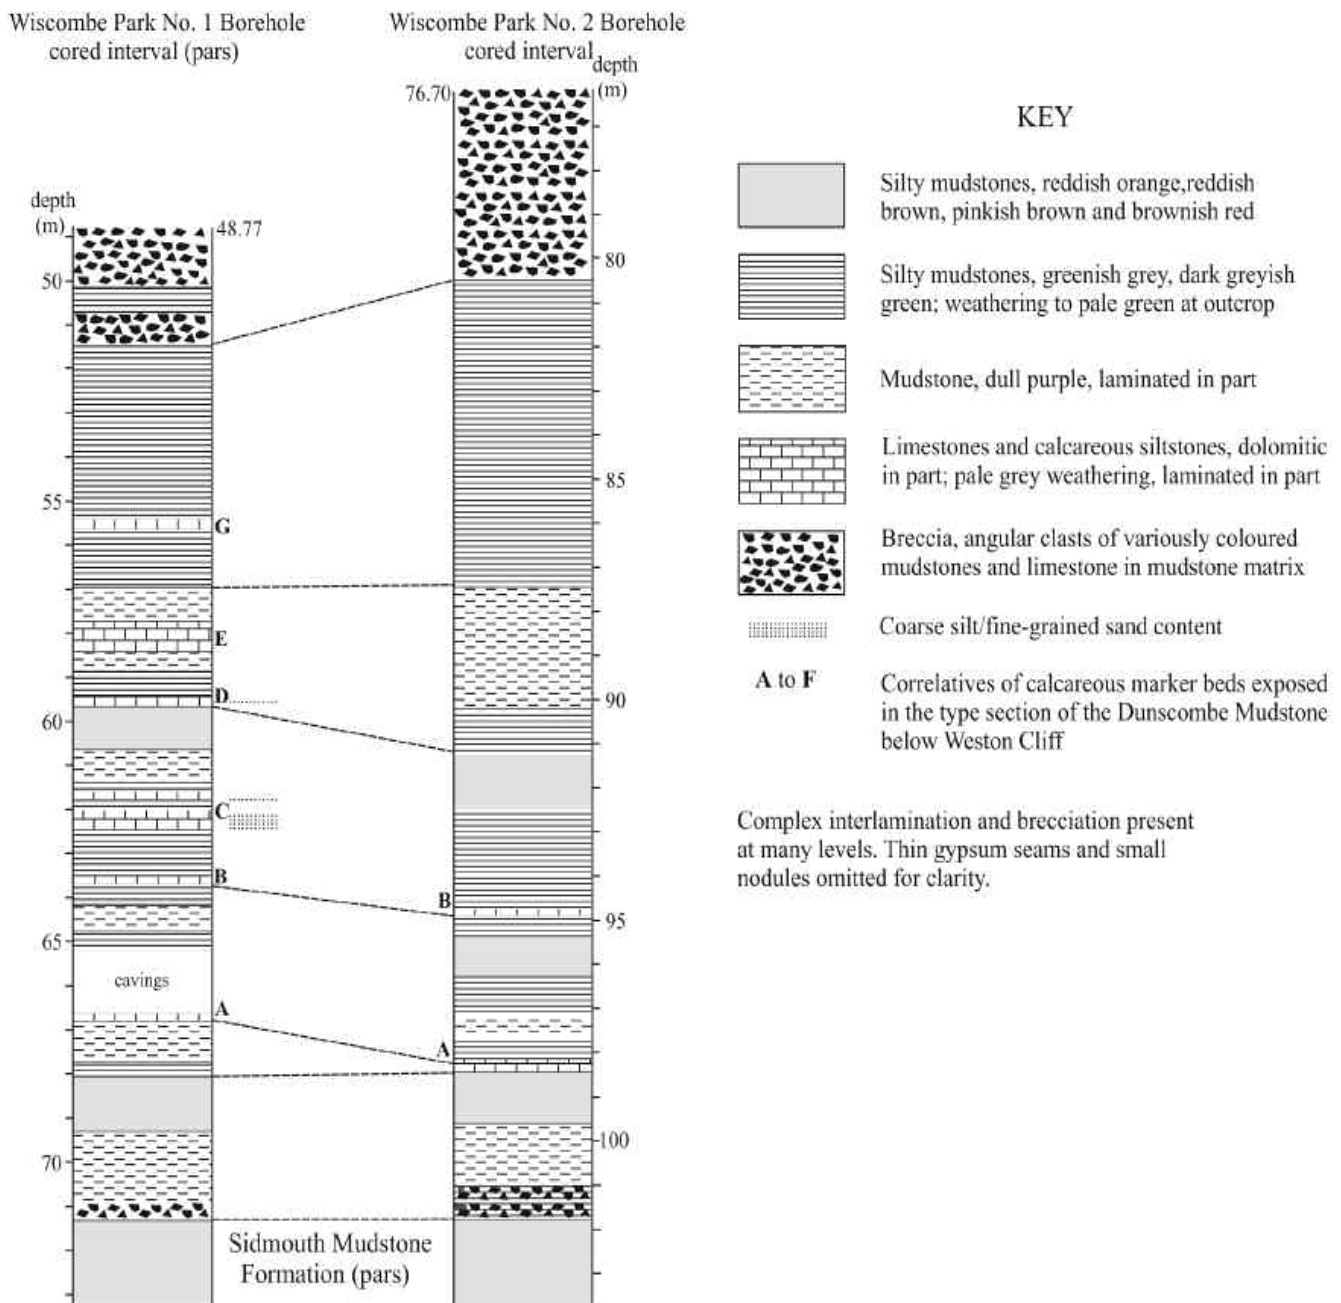 Wiscombe Park No. 1 Borehole
cored interval (pars)
depth
(m)
48.77
50
55
G
E
D
60
C
B
65
cavings
A
70
Wiscombe Park No. 2 Borehole
cored interval
depth
(m)
76.70
80
85
90
B
95
A
100
Sidmouth Mudstone
Formation (pars)
KEY
Silty mudstones, reddish orange,reddish
brown, pinkish brown and brownish red
Silty mudstones, greenish grey, dark greyish
green; weathering to pale green at outcrop
Mudstone, dull purple, laminated in part
Limestones and calcareous siltstones, dolomitic
in part; pale grey weathering, laminated in part
Breccia, angular clasts of variously coloured
mudstones and limestone in mudstone matrix
Coarse silt/fine-grained sand content
A to F
Correlatives of calcareous marker beds exposed
in the type section of the Dunscombe Mudstone
below Weston Cliff
Complex interlamination and brecciation present
at many levels. Thin gypsum seams and small
nodules omitted for clarity.